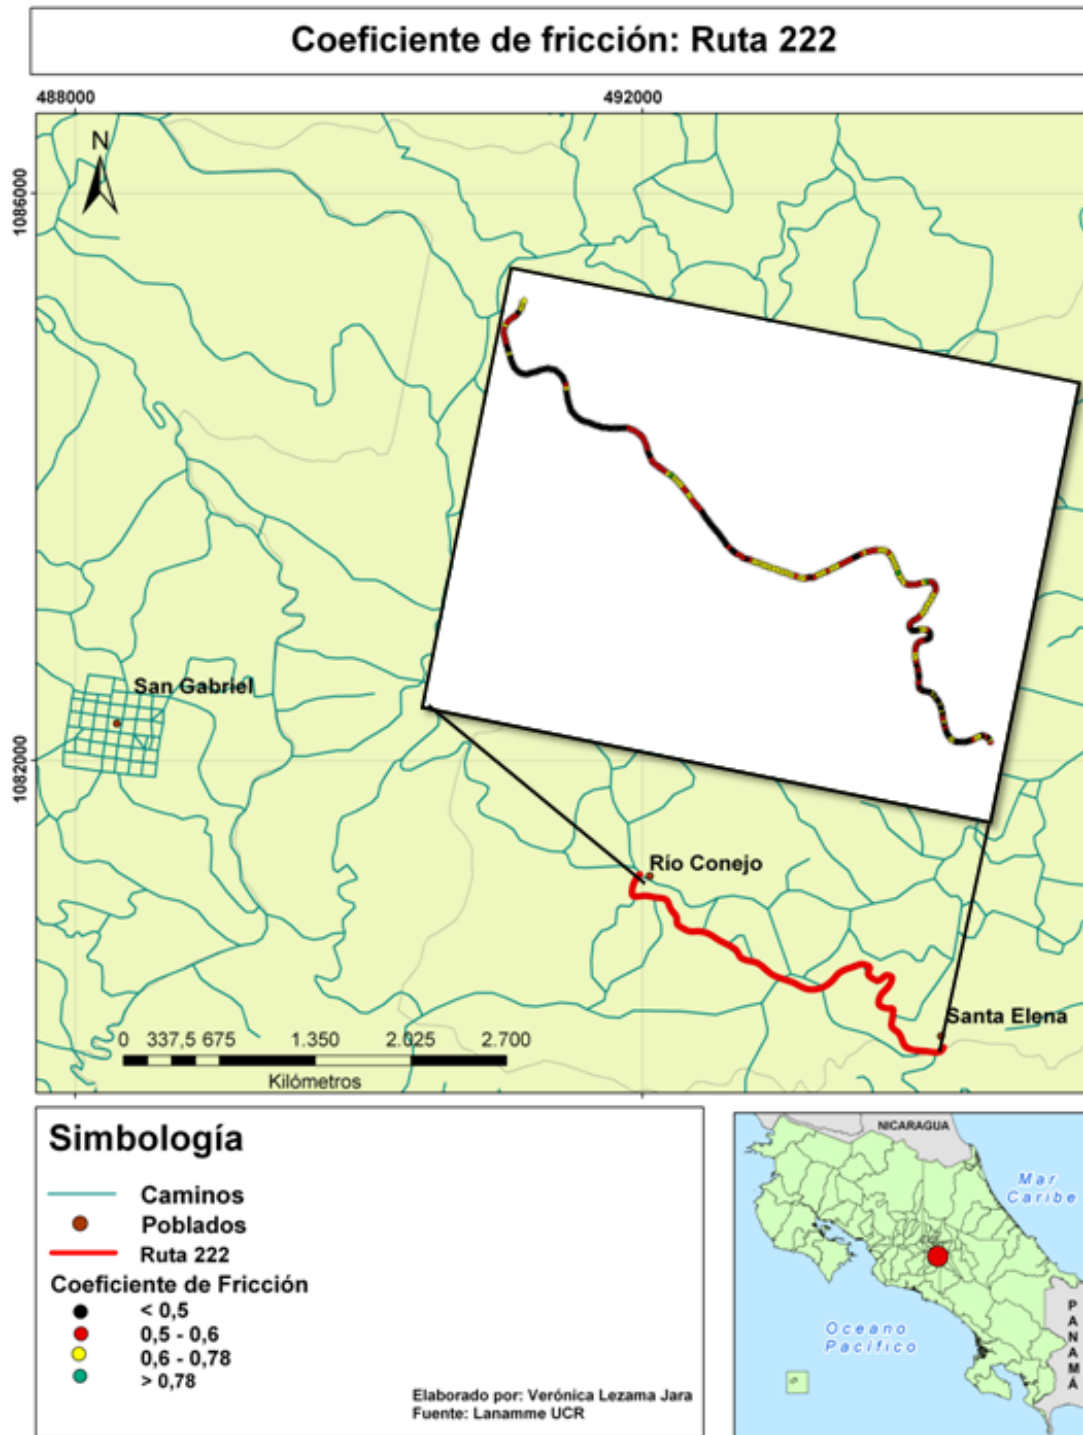 Coeficiente de fricción: Ruta 222
488000
492000
N
1086000
San Gabriel
1082000
Río Conejo
Santa Elena
0 337,5 675 1.350 2.025 2.700
Kilómetros
Simbología
Caminos
Poblados
Ruta 222
Coeficiente de Fricción
< 0,5
0,5 - 0,6
0,6 - 0,78
> 0,78
Elaborado por: Verónica Lezama Jara
Fuente: Lanamme UCR
NICARAGUA
Mar
Caribe
Oceano
Pacífico
PANAMÁ